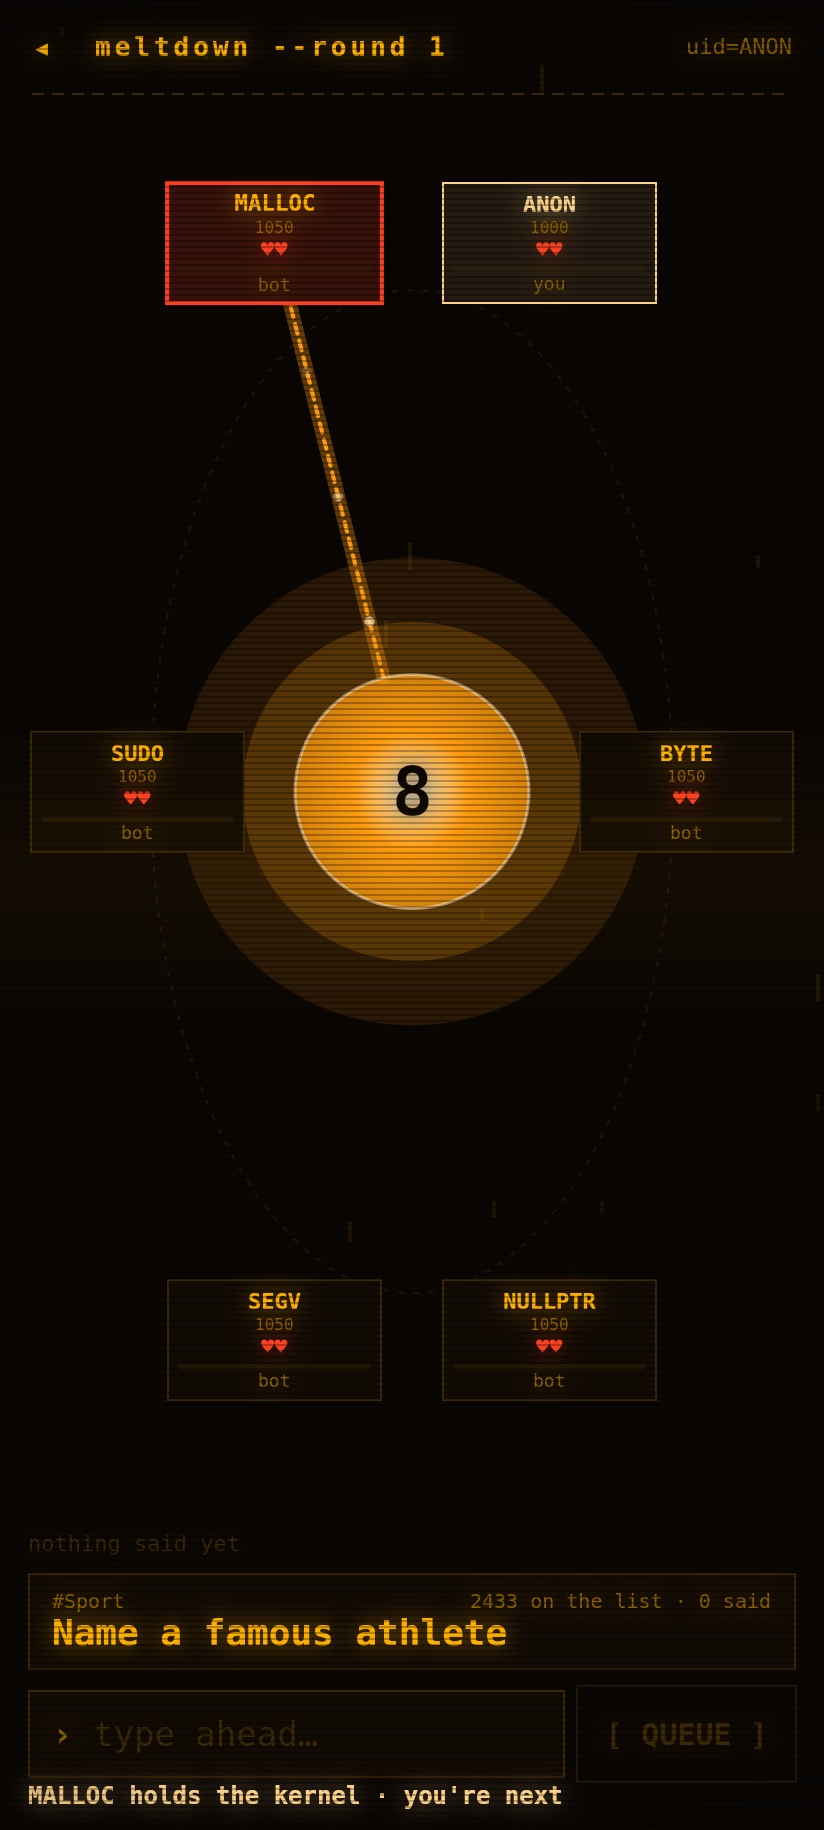 ◂ meltdown --round 1 uid=ANON
MALLOC
1050
♥♥
bot
ANON
1000
♥♥
you
SUDO
1050
♥♥
bot
8
BYTE
1050
♥♥
bot
SEGV
1050
♥♥
bot
NULLPTR
1050
♥♥
bot
nothing said yet
#Sport 2433 on the list · 0 said
Name a famous athlete
› type ahead…
[ QUEUE ]
MALLOC holds the kernel · you're next